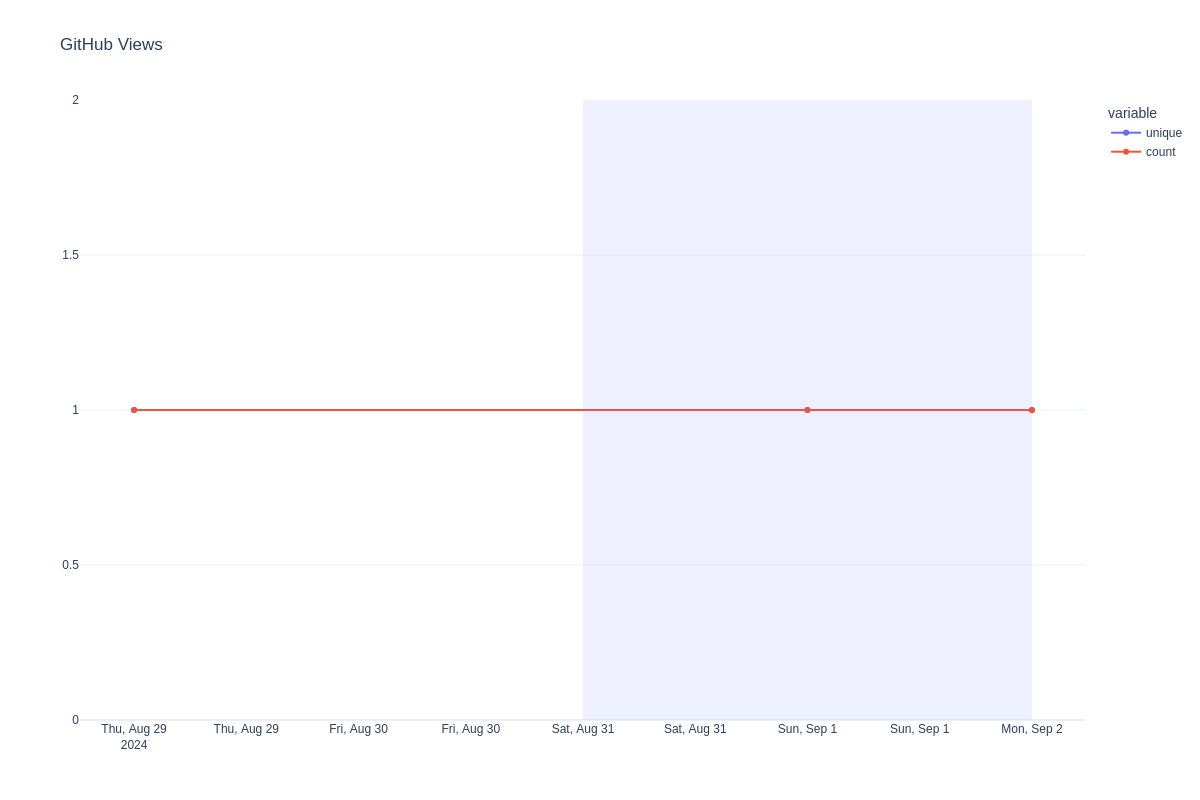 GitHub Views
2
1.5
1
0.5
0
Thu, Aug 29
2024
Thu, Aug 29
Fri, Aug 30
Fri, Aug 30
Sat, Aug 31
Sat, Aug 31
Sun, Sep 1
Sun, Sep 1
Mon, Sep 2
variable
unique
count